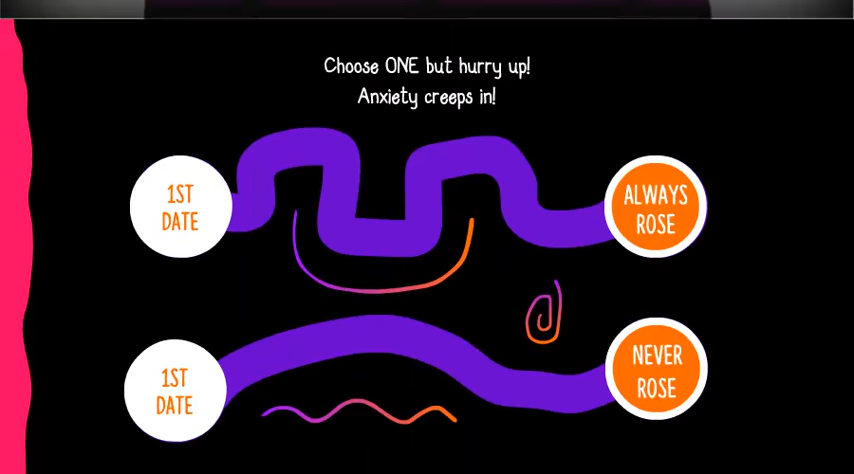 Choose ONE but hurry up!
Anxiety creeps in!
1ST
DATE
ALWAYS
ROSE
1ST
DATE
NEVER
ROSE